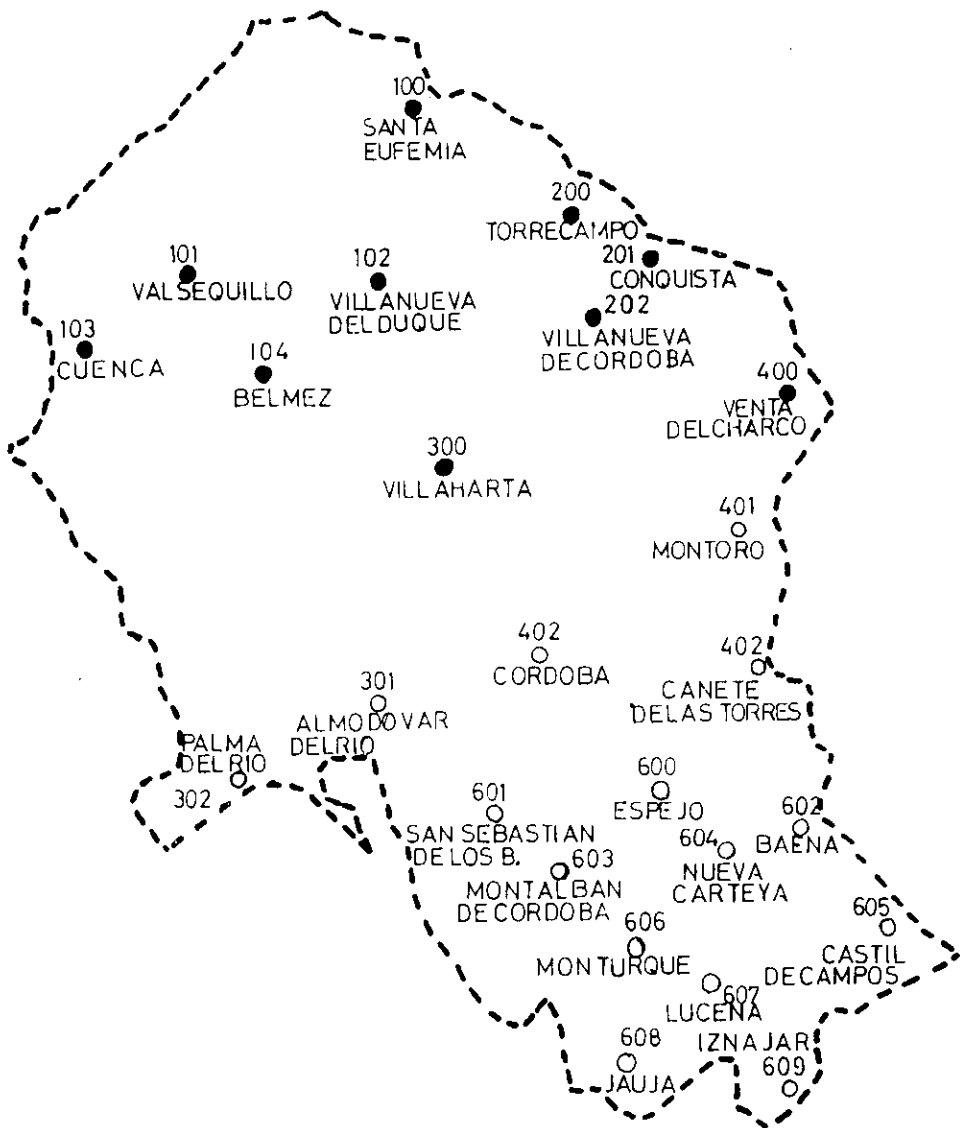 100
SANTA
EUFEMIA
200
TORRECAMPO
201
CONQUISTA
101
VALSEQUILLO
102
VILLANUEVA
DEL DUQUE
202
VILLANUEVA
DE CORDOBA
103
CUENCA
104
BELMEZ
400
VENTA
DEL CHARCO
300
VILLAHARTA
401
MONTORO
402
CORDOBA
402
CANETE
DE LAS TORRES
301
ALMODOVAR
DEL RIO
PALMA
DEL RIO
302
600
ESPEJO
601
SAN SEBASTIAN
DE LOS B.
602
BAENA
603
MONTALBAN
DE CORDOBA
604
NUEVA
CARTEYA
605
CASTIL
DE CAMPOS
606
MONTURQUE
LUCENA
607
608
JAUJA
IZNAJAR
609